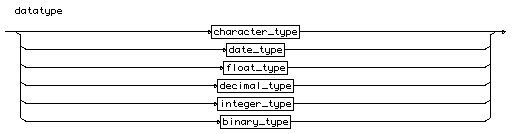 datatype
character_type
date_type
float_type
decimal_type
integer_type
binary_type